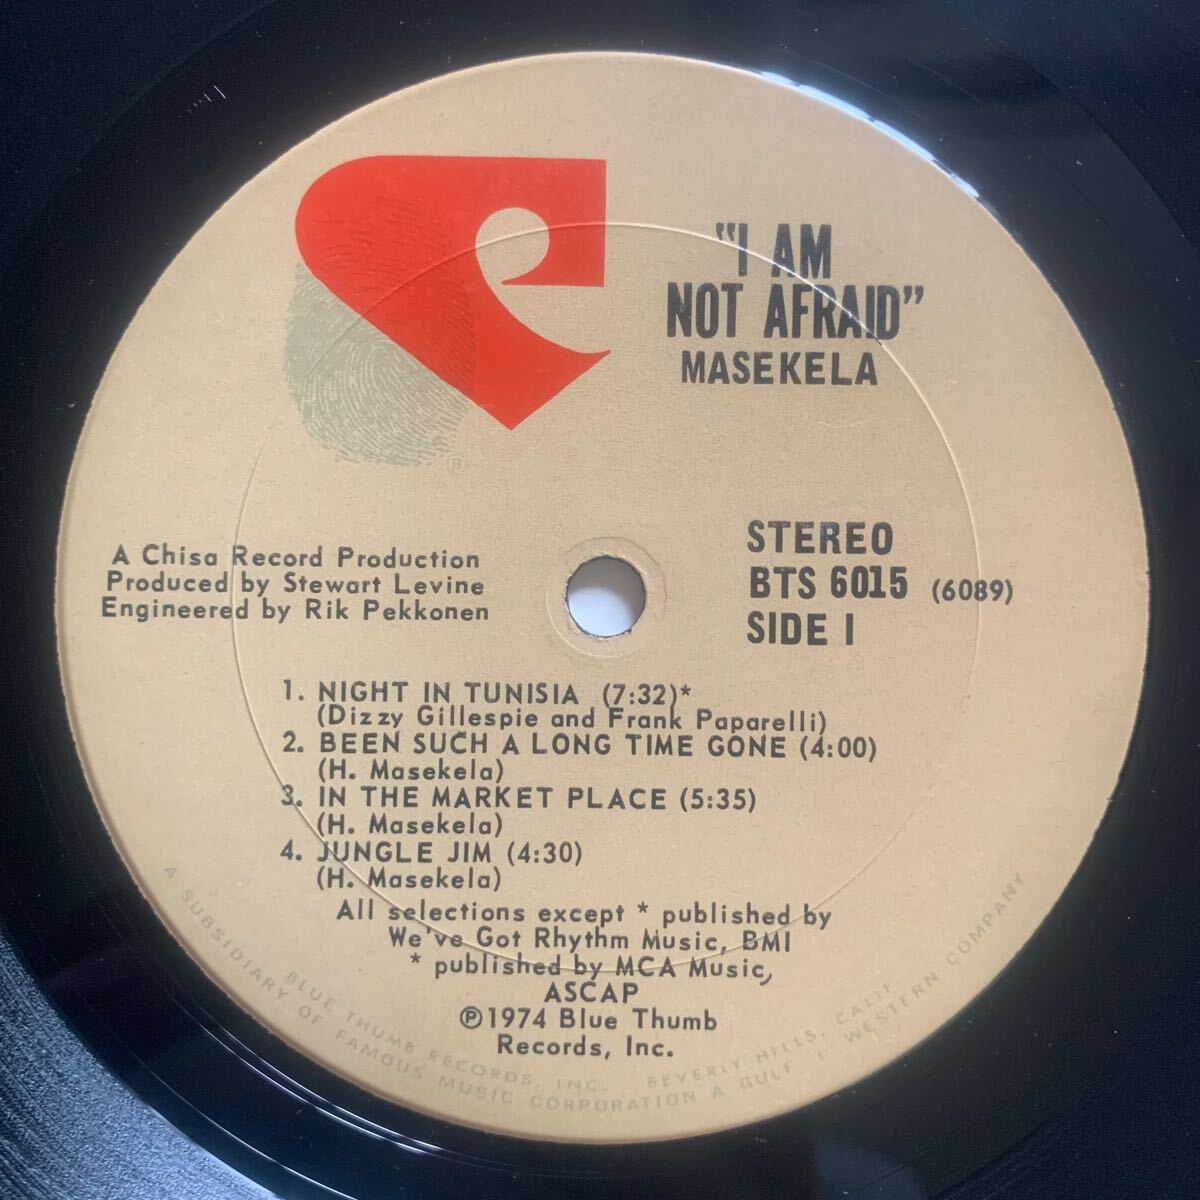 "I AM
NOT AFRAID"
MASEKELA
®
STEREO
BTS 6015 (6089)
SIDE 1
A Chisa Record Production
Produced by Stewart Levine
Engineered by Rik Pekkonen
1. NIGHT IN TUNISIA (7:32)*
(Dizzy Gillespie and Frank Paparelli)
2. BEEN SUCH A LONG TIME GONE (4:00)
(H. Masekela)
3. IN THE MARKET PLACE (5:35)
(H. Masekela)
4. JUNGLE JIM (4:30)
(H. Masekela)
All selections except * published by
We've Got Rhythm Music, BMI
* published by MCA Music,
ASCAP
℗1974 Blue Thumb
Records, Inc.
BLUE THUMB RECORDS, INC. BEVERLY HILLS, CALIF.
A SUBSIDIARY OF FAMOUS MUSIC CORPORATION A GULF + WESTERN COMPANY